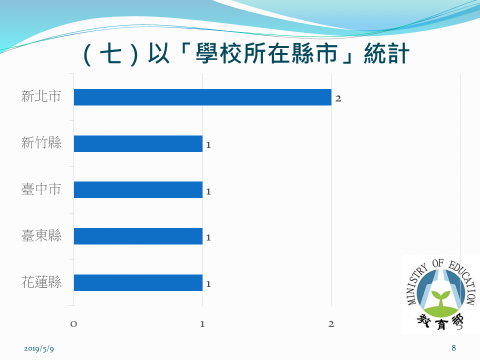 （七）以「學校所在縣市」統計
新北市 2
新竹縣 1
臺中市 1
臺東縣 1
花蓮縣 1
0 1 2 3
MINISTRY OF EDUCATION
教育部
2019/5/9 8